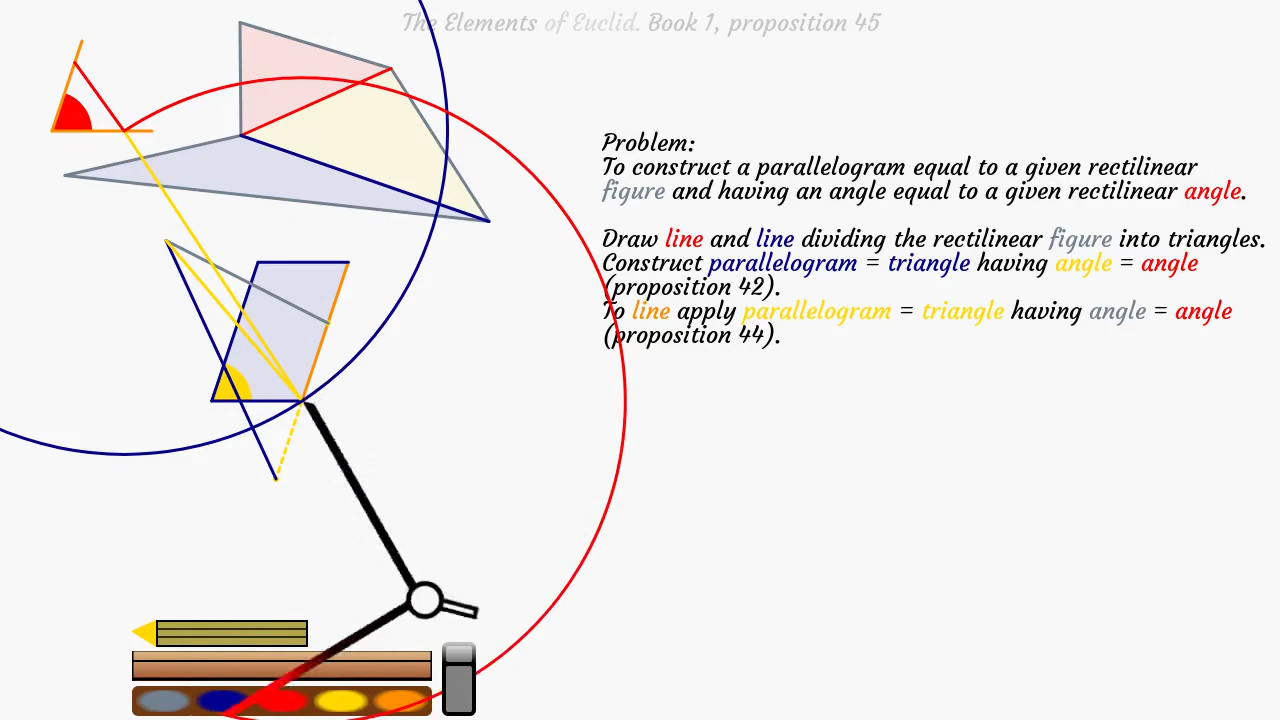 The Elements of Euclid. Book 1, proposition 45
Problem:
To construct a parallelogram equal to a given rectilinear
figure and having an angle equal to a given rectilinear angle.
Draw line and line dividing the rectilinear figure into triangles.
Construct parallelogram = triangle having angle = angle
(proposition 42).
To line apply parallelogram = triangle having angle = angle
(proposition 44).